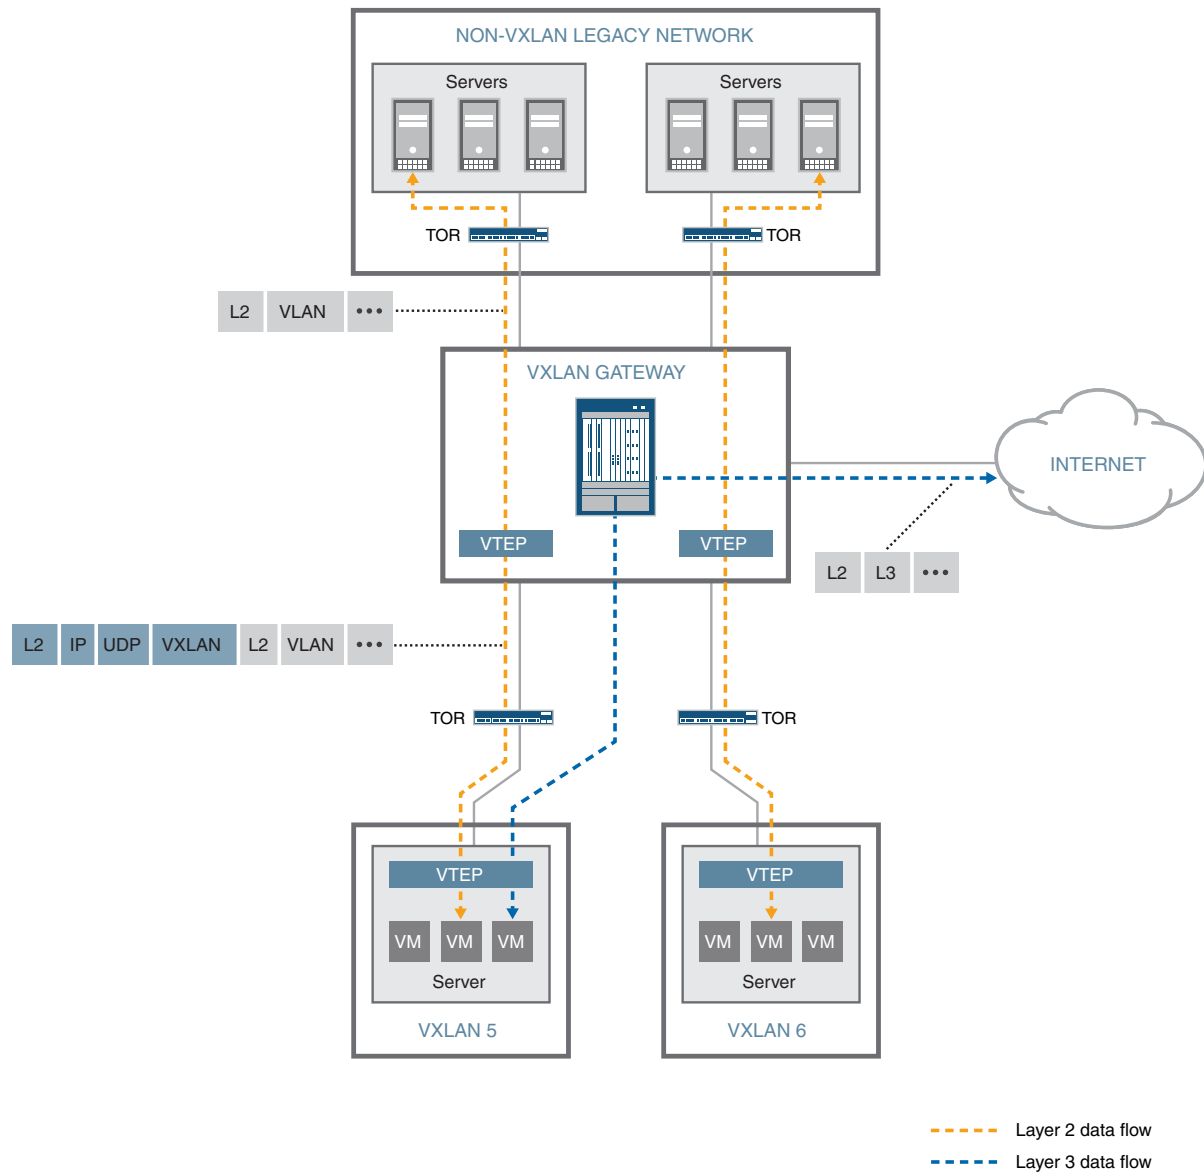 NON-VXLAN LEGACY NETWORK
Servers
Servers
TOR
TOR
L2 VLAN •••
VXLAN GATEWAY
INTERNET
VTEP
VTEP
L2 L3 •••
L2 IP UDP VXLAN L2 VLAN •••
TOR
TOR
VTEP
VTEP
VM VM VM
VM VM VM
Server
Server
VXLAN 5
VXLAN 6
Layer 2 data flow
Layer 3 data flow